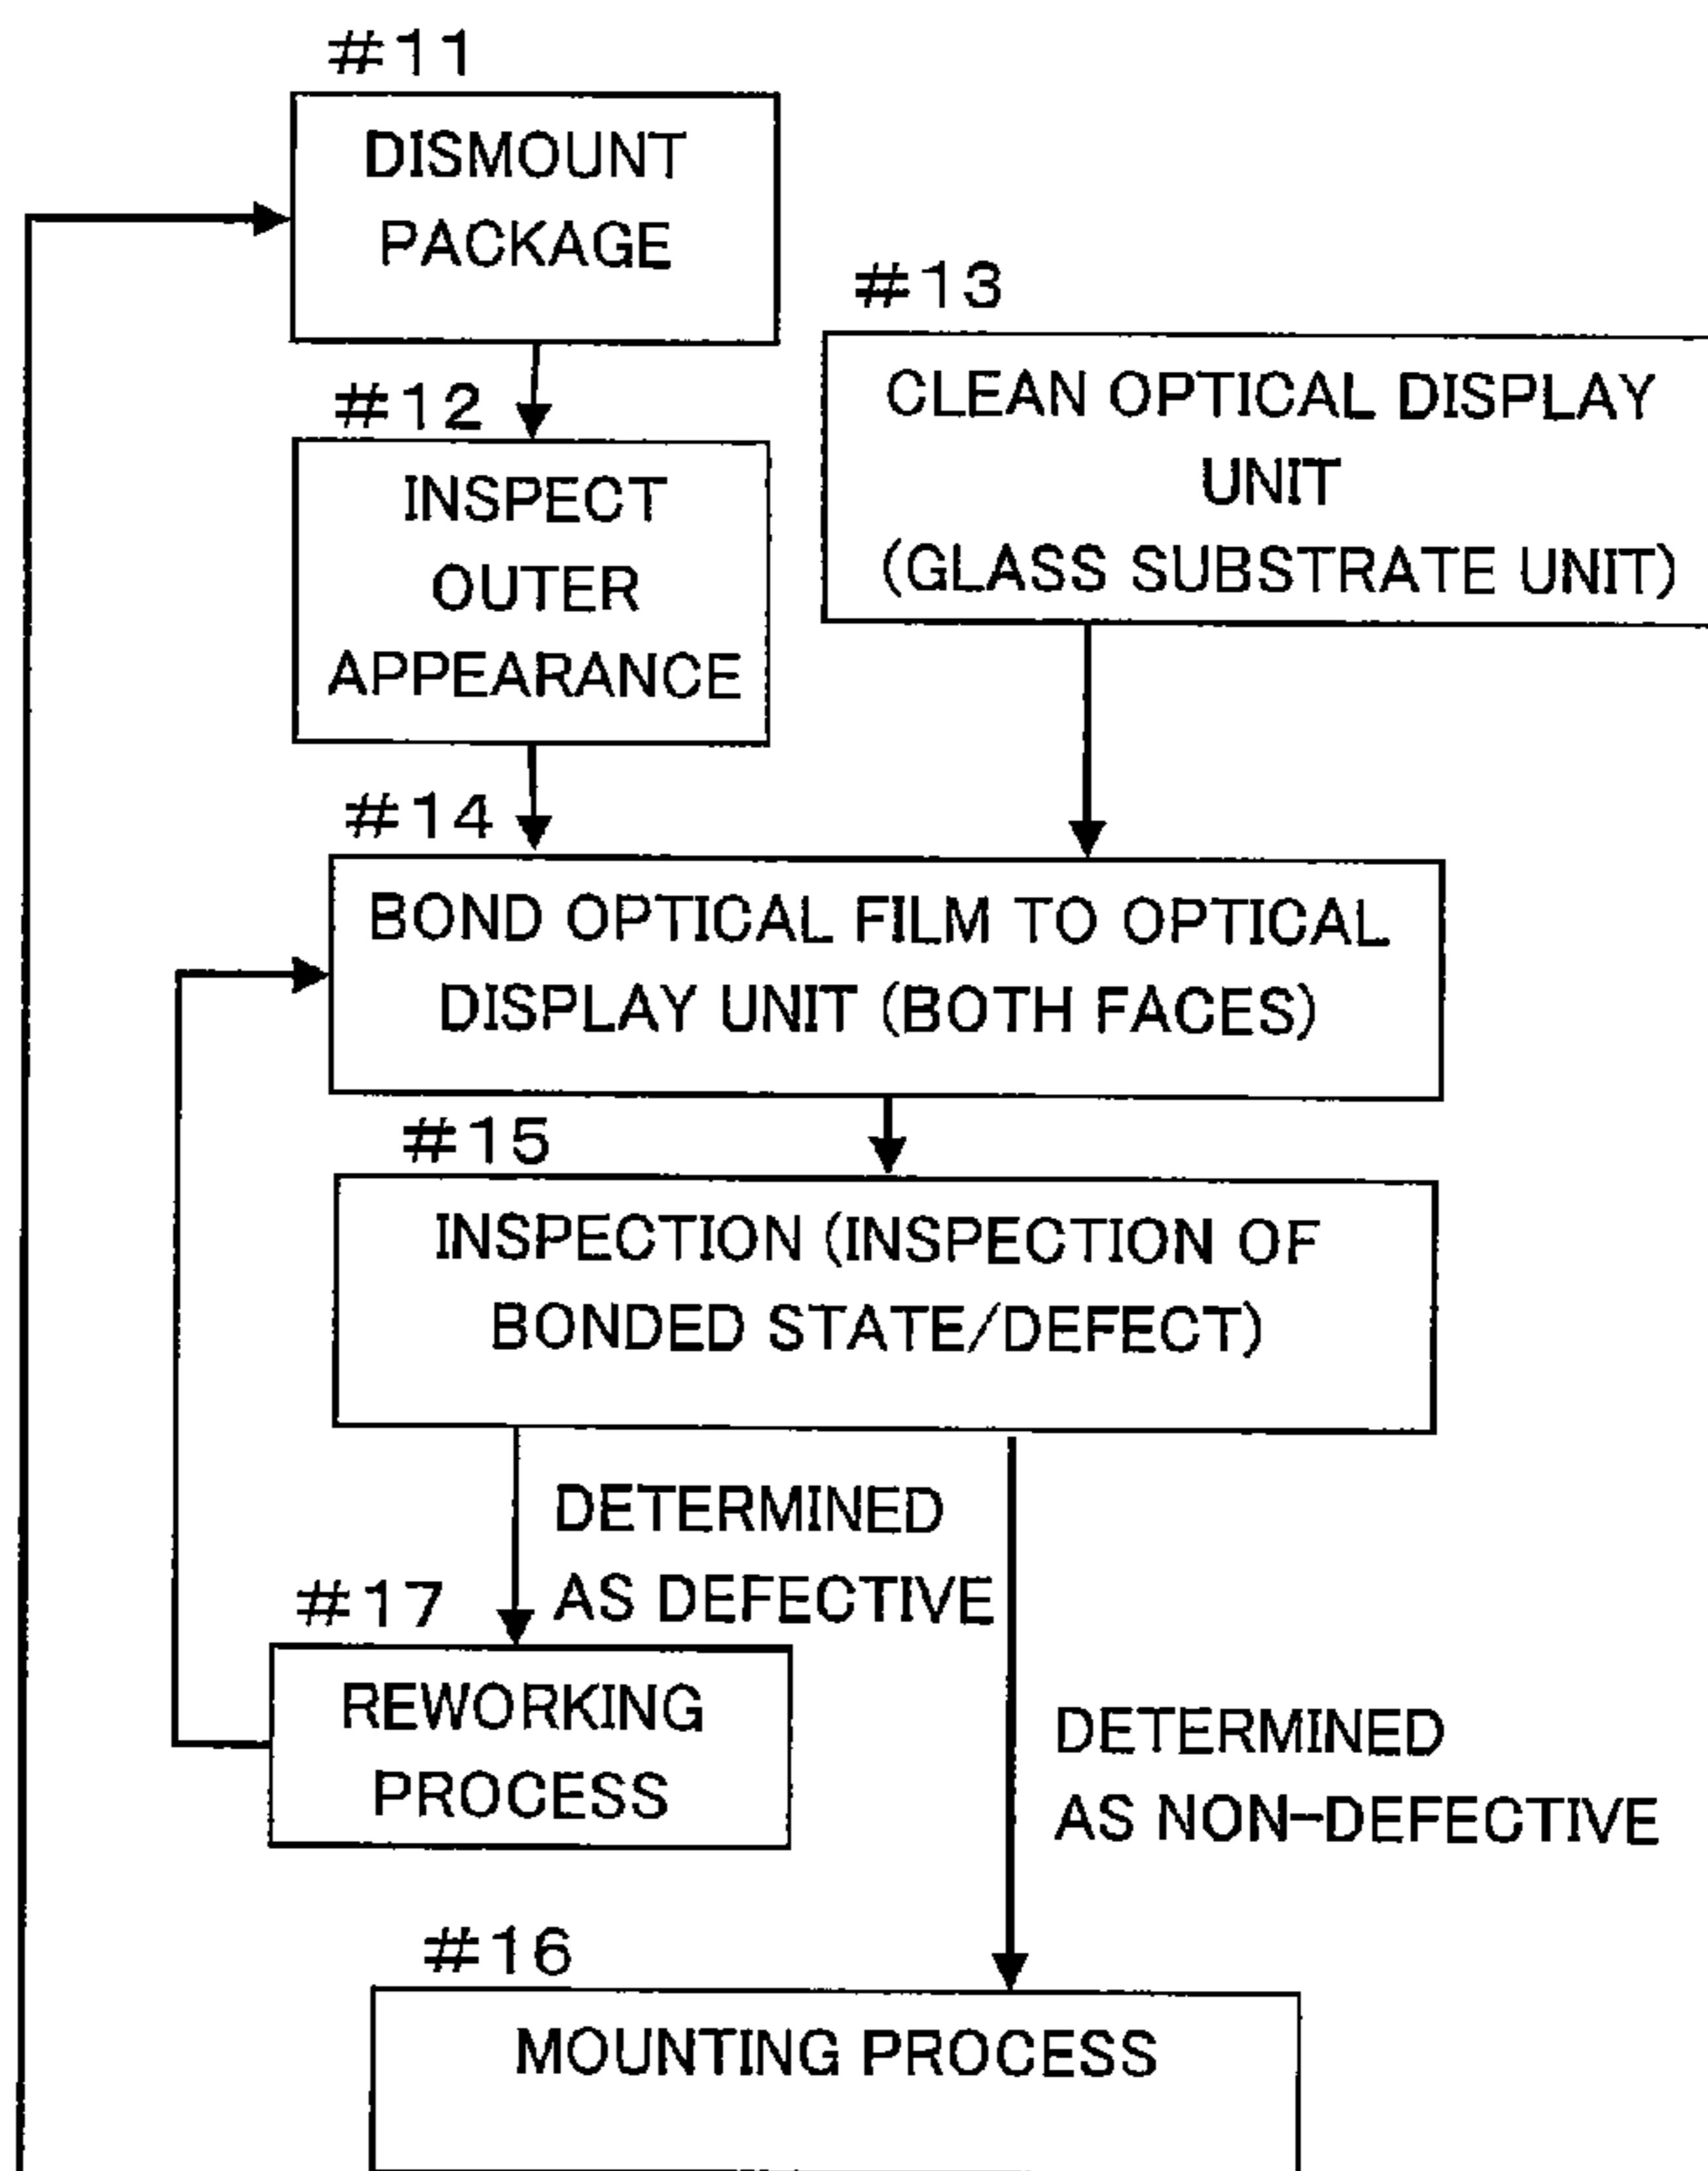 #11
DISMOUNT
PACKAGE
#13
CLEAN OPTICAL DISPLAY
UNIT
(GLASS SUBSTRATE UNIT)
#12
INSPECT
OUTER
APPEARANCE
#14
BOND OPTICAL FILM TO OPTICAL
DISPLAY UNIT (BOTH FACES)
#15
INSPECTION (INSPECTION OF
BONDED STATE/DEFECT)
DETERMINED
AS DEFECTIVE
#17
REWORKING
PROCESS
DETERMINED
AS NON-DEFECTIVE
#16
MOUNTING PROCESS